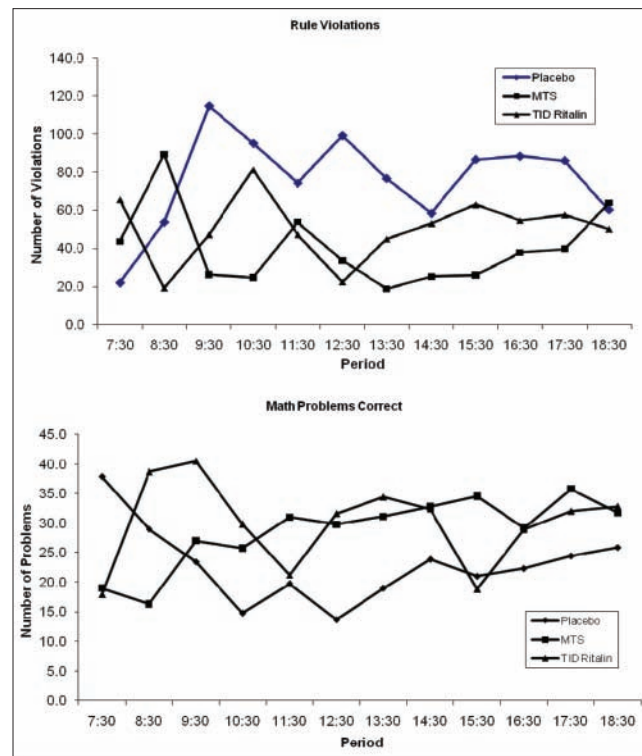 Rule Violations
140.0
120.0
100.0
80.0
60.0
40.0
20.0
0.0
Number of Violations
Placebo
MTS
TID Ritalin
7:30 8:30 9:30 10:30 11:30 12:30 13:30 14:30 15:30 16:30 17:30 18:30
Period
Math Problems Correct
45.0
40.0
35.0
30.0
25.0
20.0
15.0
10.0
5.0
0.0
Number of Problems
Placebo
MTS
TID Ritalin
7:30 8:30 9:30 10:30 11:30 12:30 13:30 14:30 15:30 16:30 17:30 18:30
Period